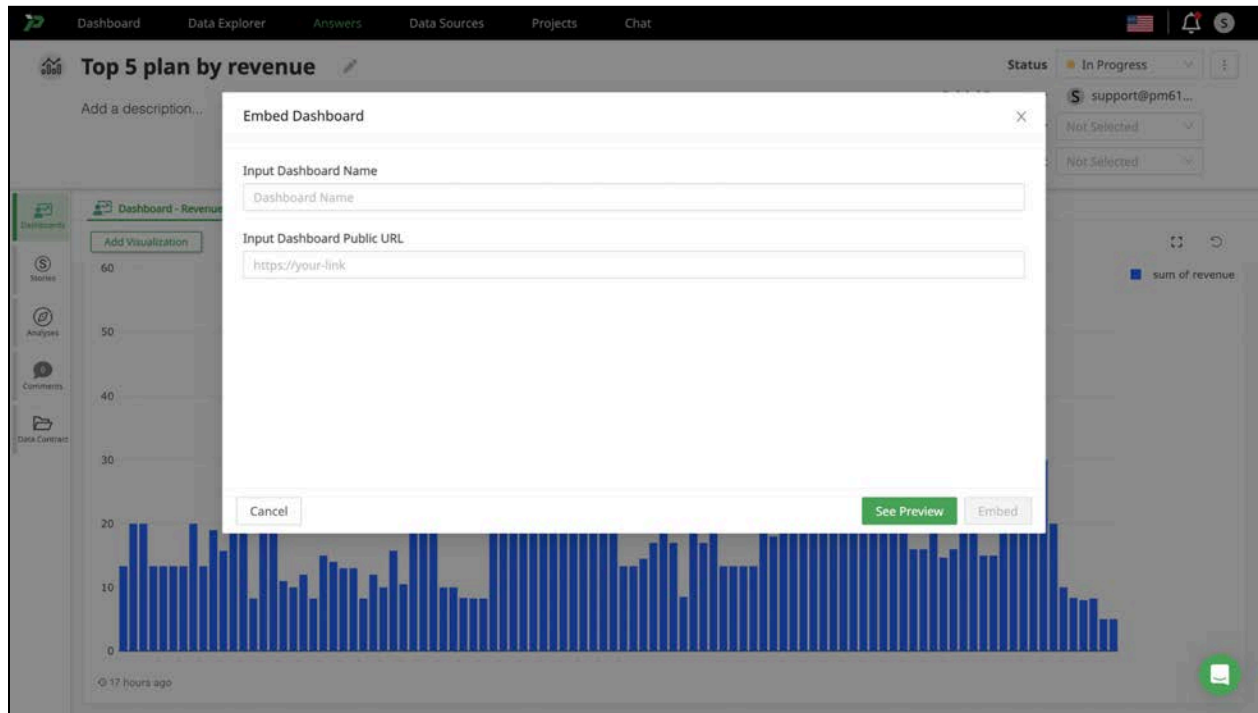 Dashboard Data Explorer Answers Data Sources Projects Chat S
Top 5 plan by revenue
Status In Progress
Add a description...
S support@pm61...
Not Selected
Not Selected
Embed Dashboard
Input Dashboard Name
Dashboard Name
Input Dashboard Public URL
https://your-link
Cancel
See Preview
Embed
Dashboards
Stories
Analyses
0
Comments
Data Contract
Dashboard - Revenue
Add Visualization
sum of revenue
60
50
40
30
20
10
0
17 hours ago